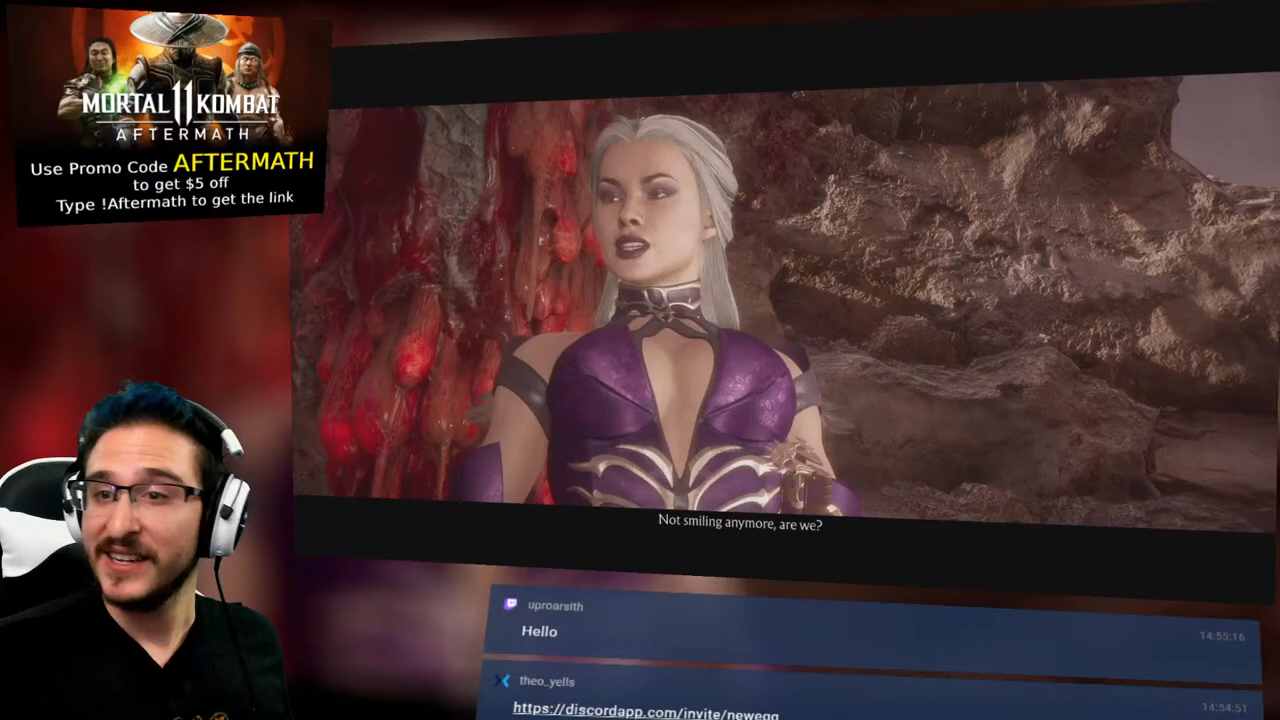 MORTAL 11 KOMBAT
AFTERMATH
Use Promo Code AFTERMATH
to get $5 off
Type !Aftermath to get the link
Not smiling anymore, are we?
uproarsith
Hello
14:55:16
theo_yells
14:54:51
https://discordapp.com/invite/newegg